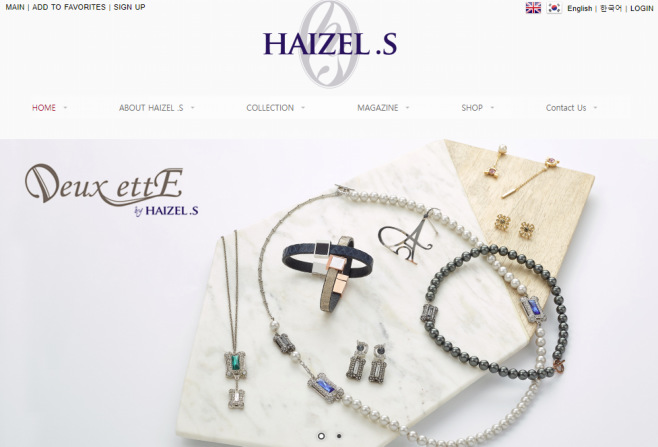 MAIN | ADD TO FAVORITES | SIGN UP
English | 한국어 | LOGIN
HAIZEL .S
HOME
ABOUT HAIZEL .S
COLLECTION
MAGAZINE
SHOP
Contact Us
Deux ettE
by HAIZEL .S